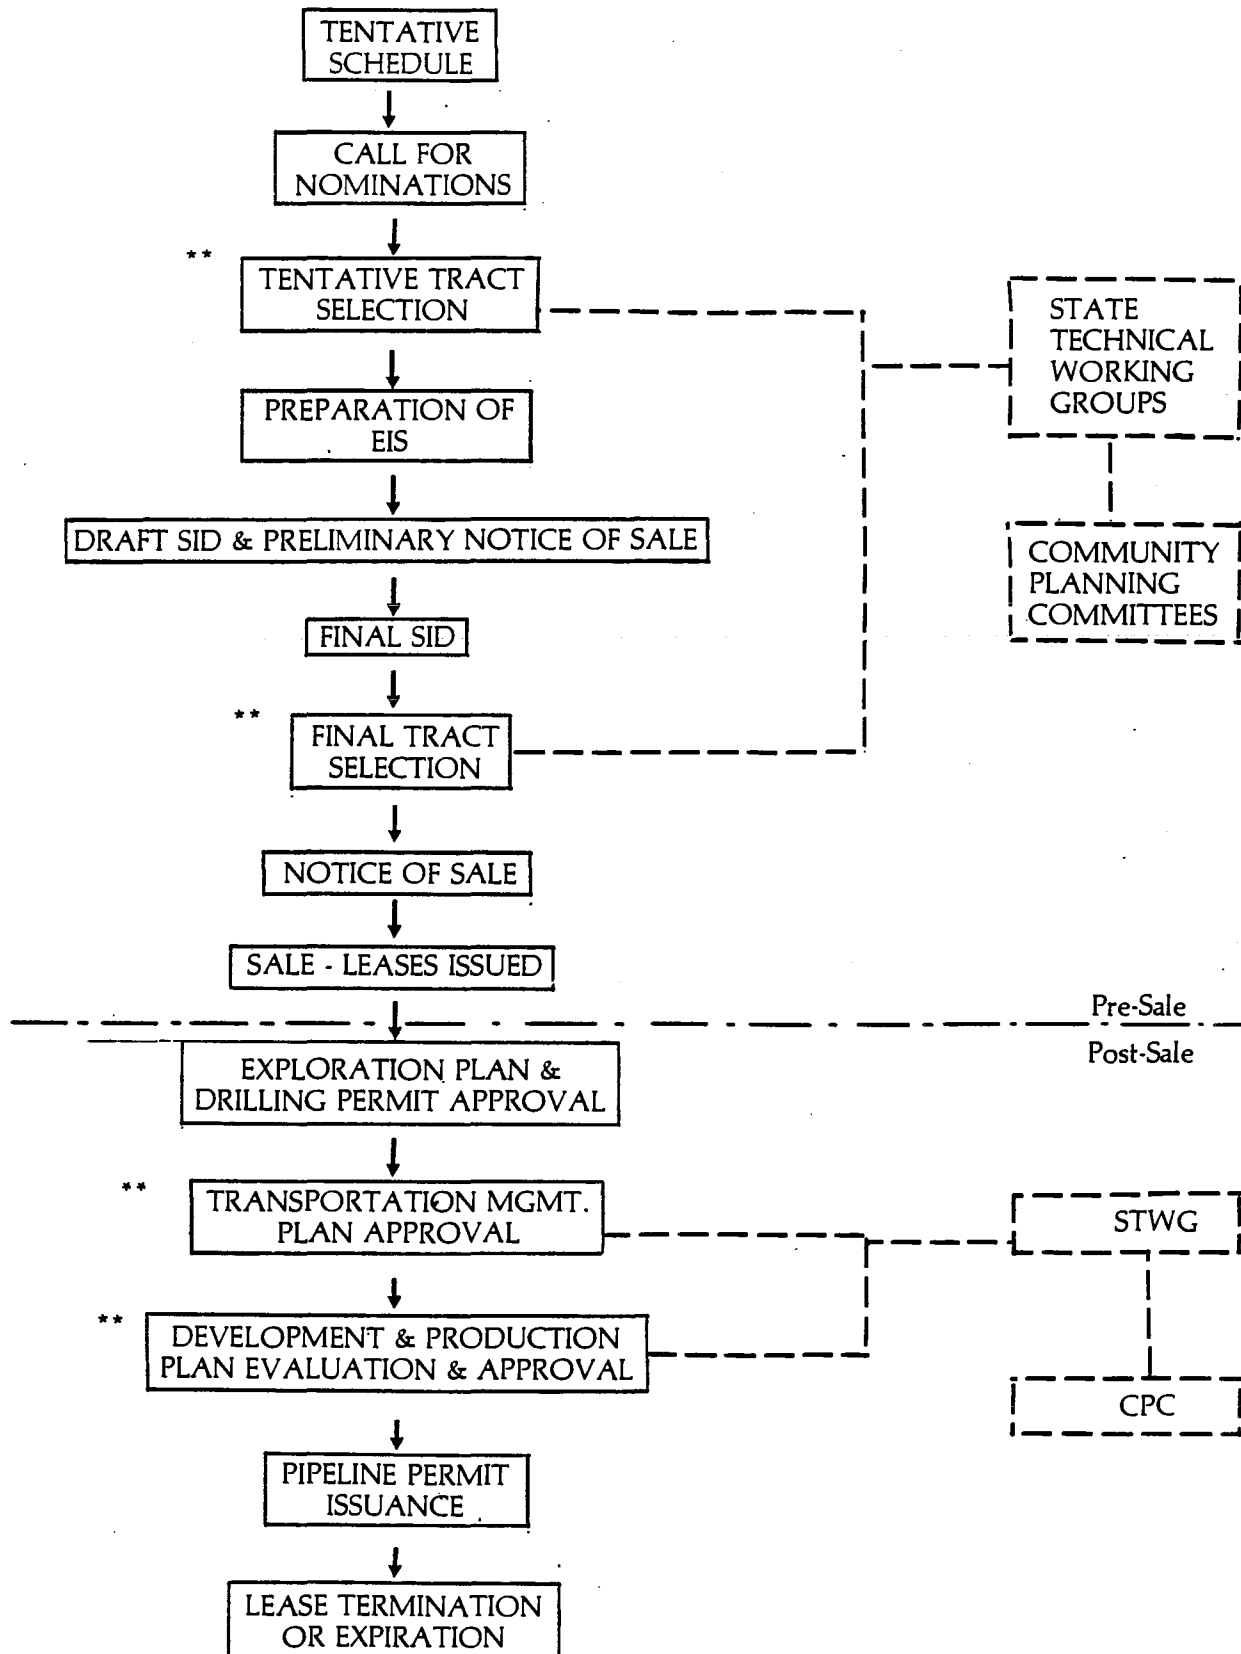 TENTATIVE
SCHEDULE
CALL FOR
NOMINATIONS
**
TENTATIVE TRACT
SELECTION
STATE
TECHNICAL
WORKING
GROUPS
PREPARATION OF
EIS
DRAFT SID & PRELIMINARY NOTICE OF SALE
COMMUNITY
PLANNING
COMMITTEES
FINAL SID
**
FINAL TRACT
SELECTION
NOTICE OF SALE
SALE - LEASES ISSUED
Pre-Sale
Post-Sale
EXPLORATION PLAN &
DRILLING PERMIT APPROVAL
**
TRANSPORTATION MGMT.
PLAN APPROVAL
STWG
**
DEVELOPMENT & PRODUCTION
PLAN EVALUATION & APPROVAL
CPC
PIPELINE PERMIT
ISSUANCE
LEASE TERMINATION
OR EXPIRATION